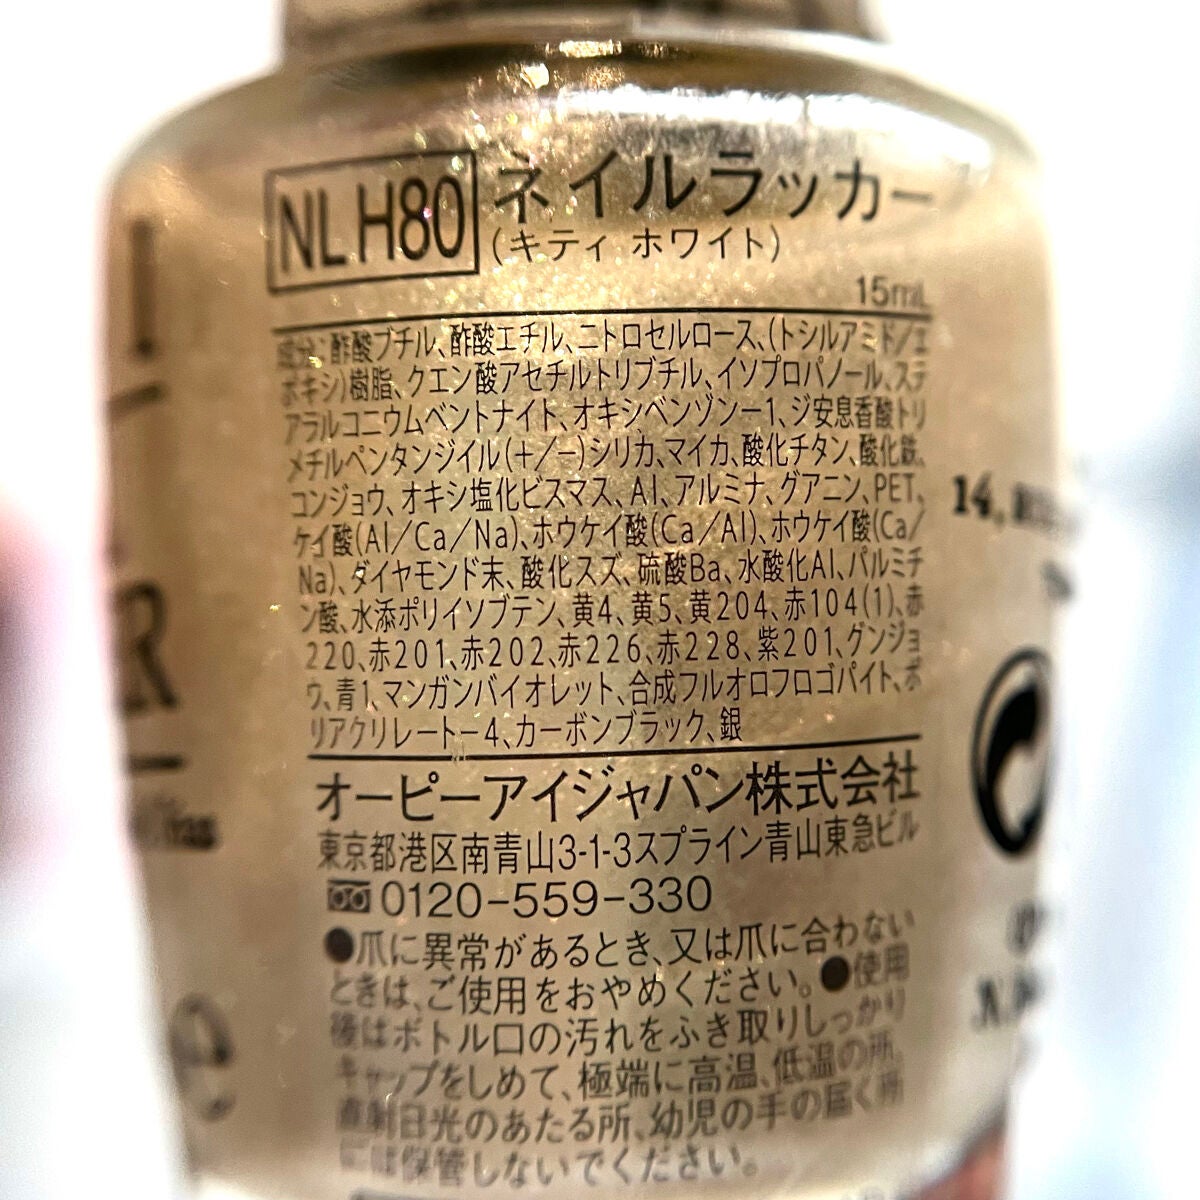 NL H80 ネイルラッカー
(キティ ホワイト)
15mL
成分:酢酸ブチル、酢酸エチル、ニトロセルロース、(トシルアミド/エ
ポキシ)樹脂、クエン酸アセチルトリブチル、イソプロパノール、ステ
アラルコニウムベントナイト、オキシベンゾン-1、ジ安息香酸トリ
メチルペンタンジイル(+/-)シリカ、マイカ、酸化チタン、酸化鉄、
コンジョウ、オキシ塩化ビスマス、Al、アルミナ、グアニン、PET、
ケイ酸(Al/Ca/Na)、ホウケイ酸(Ca/Al)、ホウケイ酸(Ca/
Na)、ダイヤモンド末、酸化スズ、硫酸Ba、水酸化Al、パルミチ
ン酸、水添ポリイソブテン、黄4、黄5、黄204、赤104(1)、赤
220、赤201、赤202、赤226、赤228、紫201、グンジョ
ウ、青1、マンガンバイオレット、合成フルオロフロゴパイト、ポ
リアクリレート-4、カーボンブラック、銀
オーピーアイジャパン株式会社
東京都港区南青山3-1-3スプライン青山東急ビル
0120-559-330
●爪に異常があるとき、又は爪に合わない
ときは、ご使用をおやめください。●使用
後はボトル口の汚れをふき取りしっかり
キャップをしめて、極端に高温、低温の所、
直射日光のあたる所、幼児の手の届く所
には保管しないでください。
14,
R
e